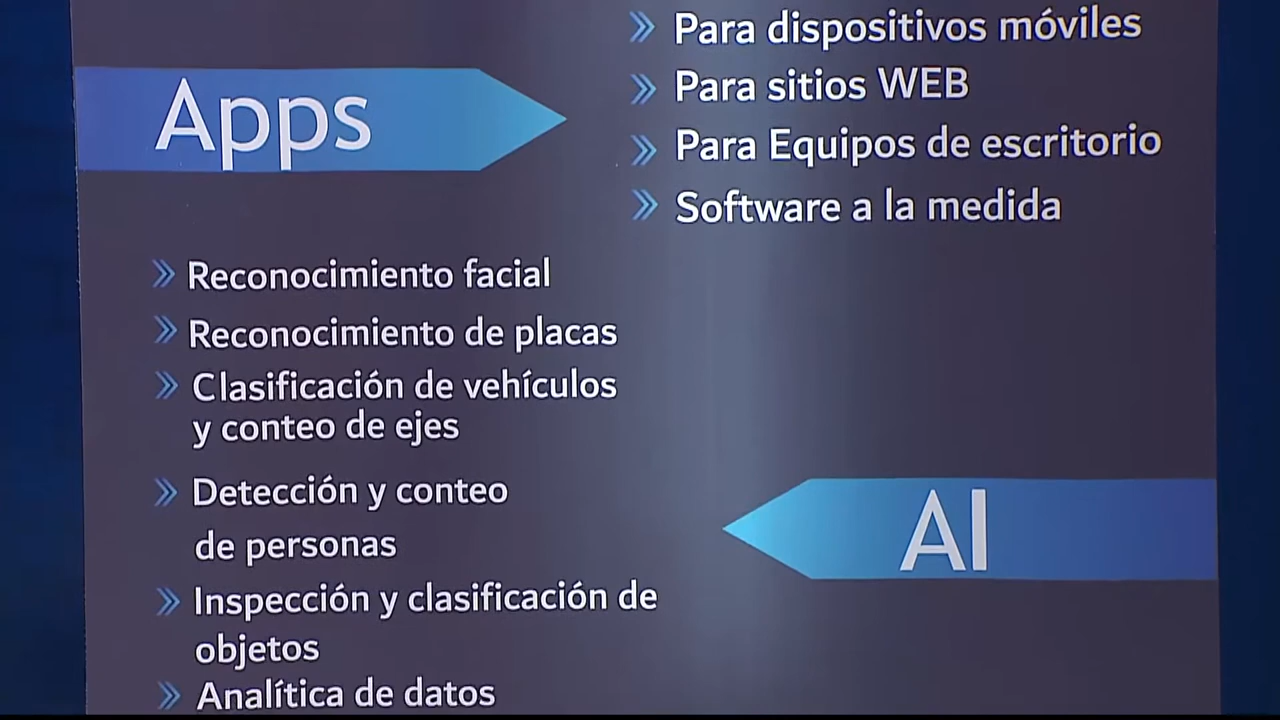 Apps
Para dispositivos móviles
Para sitios WEB
Para Equipos de escritorio
Software a la medida
Reconocimiento facial
Reconocimiento de placas
Clasificación de vehículos
y conteo de ejes
Detección y conteo
de personas
Inspección y clasificación de
objetos
Analítica de datos
AI